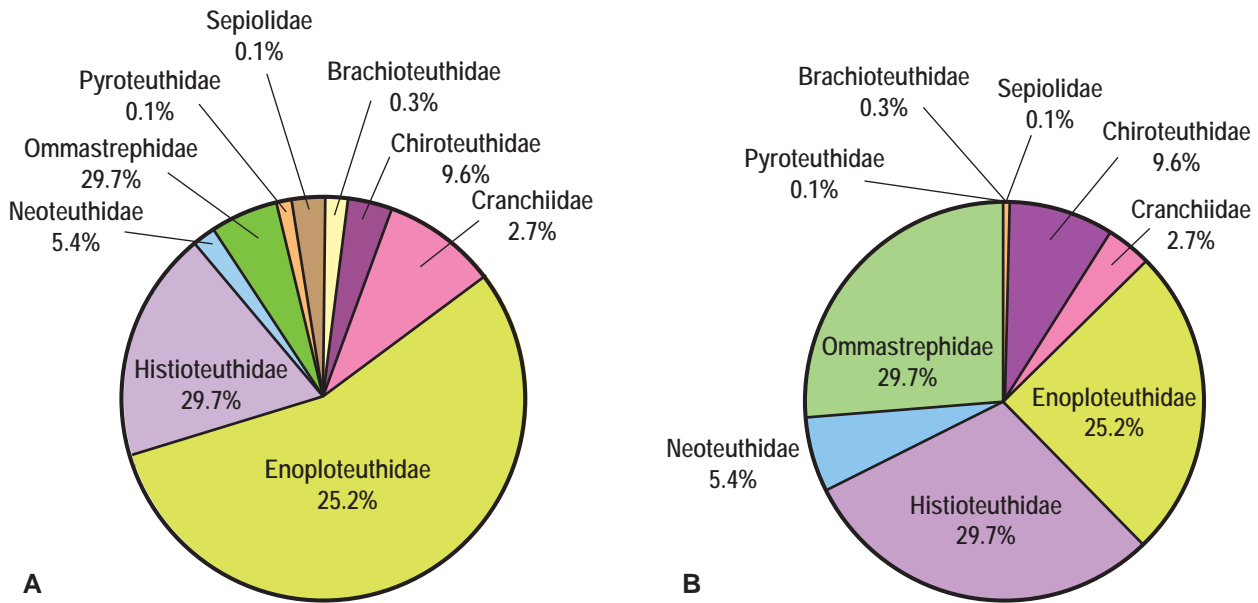 Sepiolidae
0.1%
Brachioteuthidae
0.3%
Pyroteuthidae
0.1%
Chiroteuthidae
9.6%
Ommastrephidae
29.7%
Cranchiidae
2.7%
Neoteuthidae
5.4%
Histioteuthidae
29.7%
Enoploteuthidae
25.2%
A
Brachioteuthidae
0.3%
Sepiolidae
0.1%
Chiroteuthidae
9.6%
Pyroteuthidae
0.1%
Cranchiidae
2.7%
Ommastrephidae
29.7%
Enoploteuthidae
25.2%
Neoteuthidae
5.4%
Histioteuthidae
29.7%
B